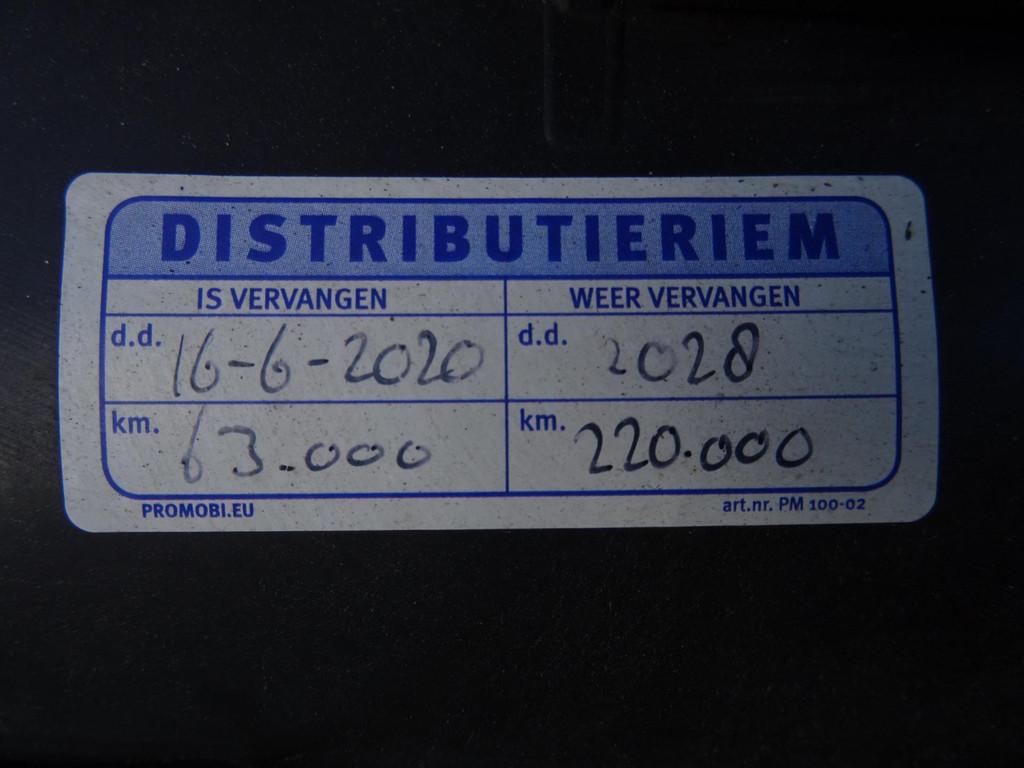 DISTRIBUTIERIEM
IS VERVANGEN WEER VERVANGEN
d.d. 16-6-2020 d.d. 2028
km. 63.000 km. 220.000
PROMOBI.EU art.nr. PM 100-02